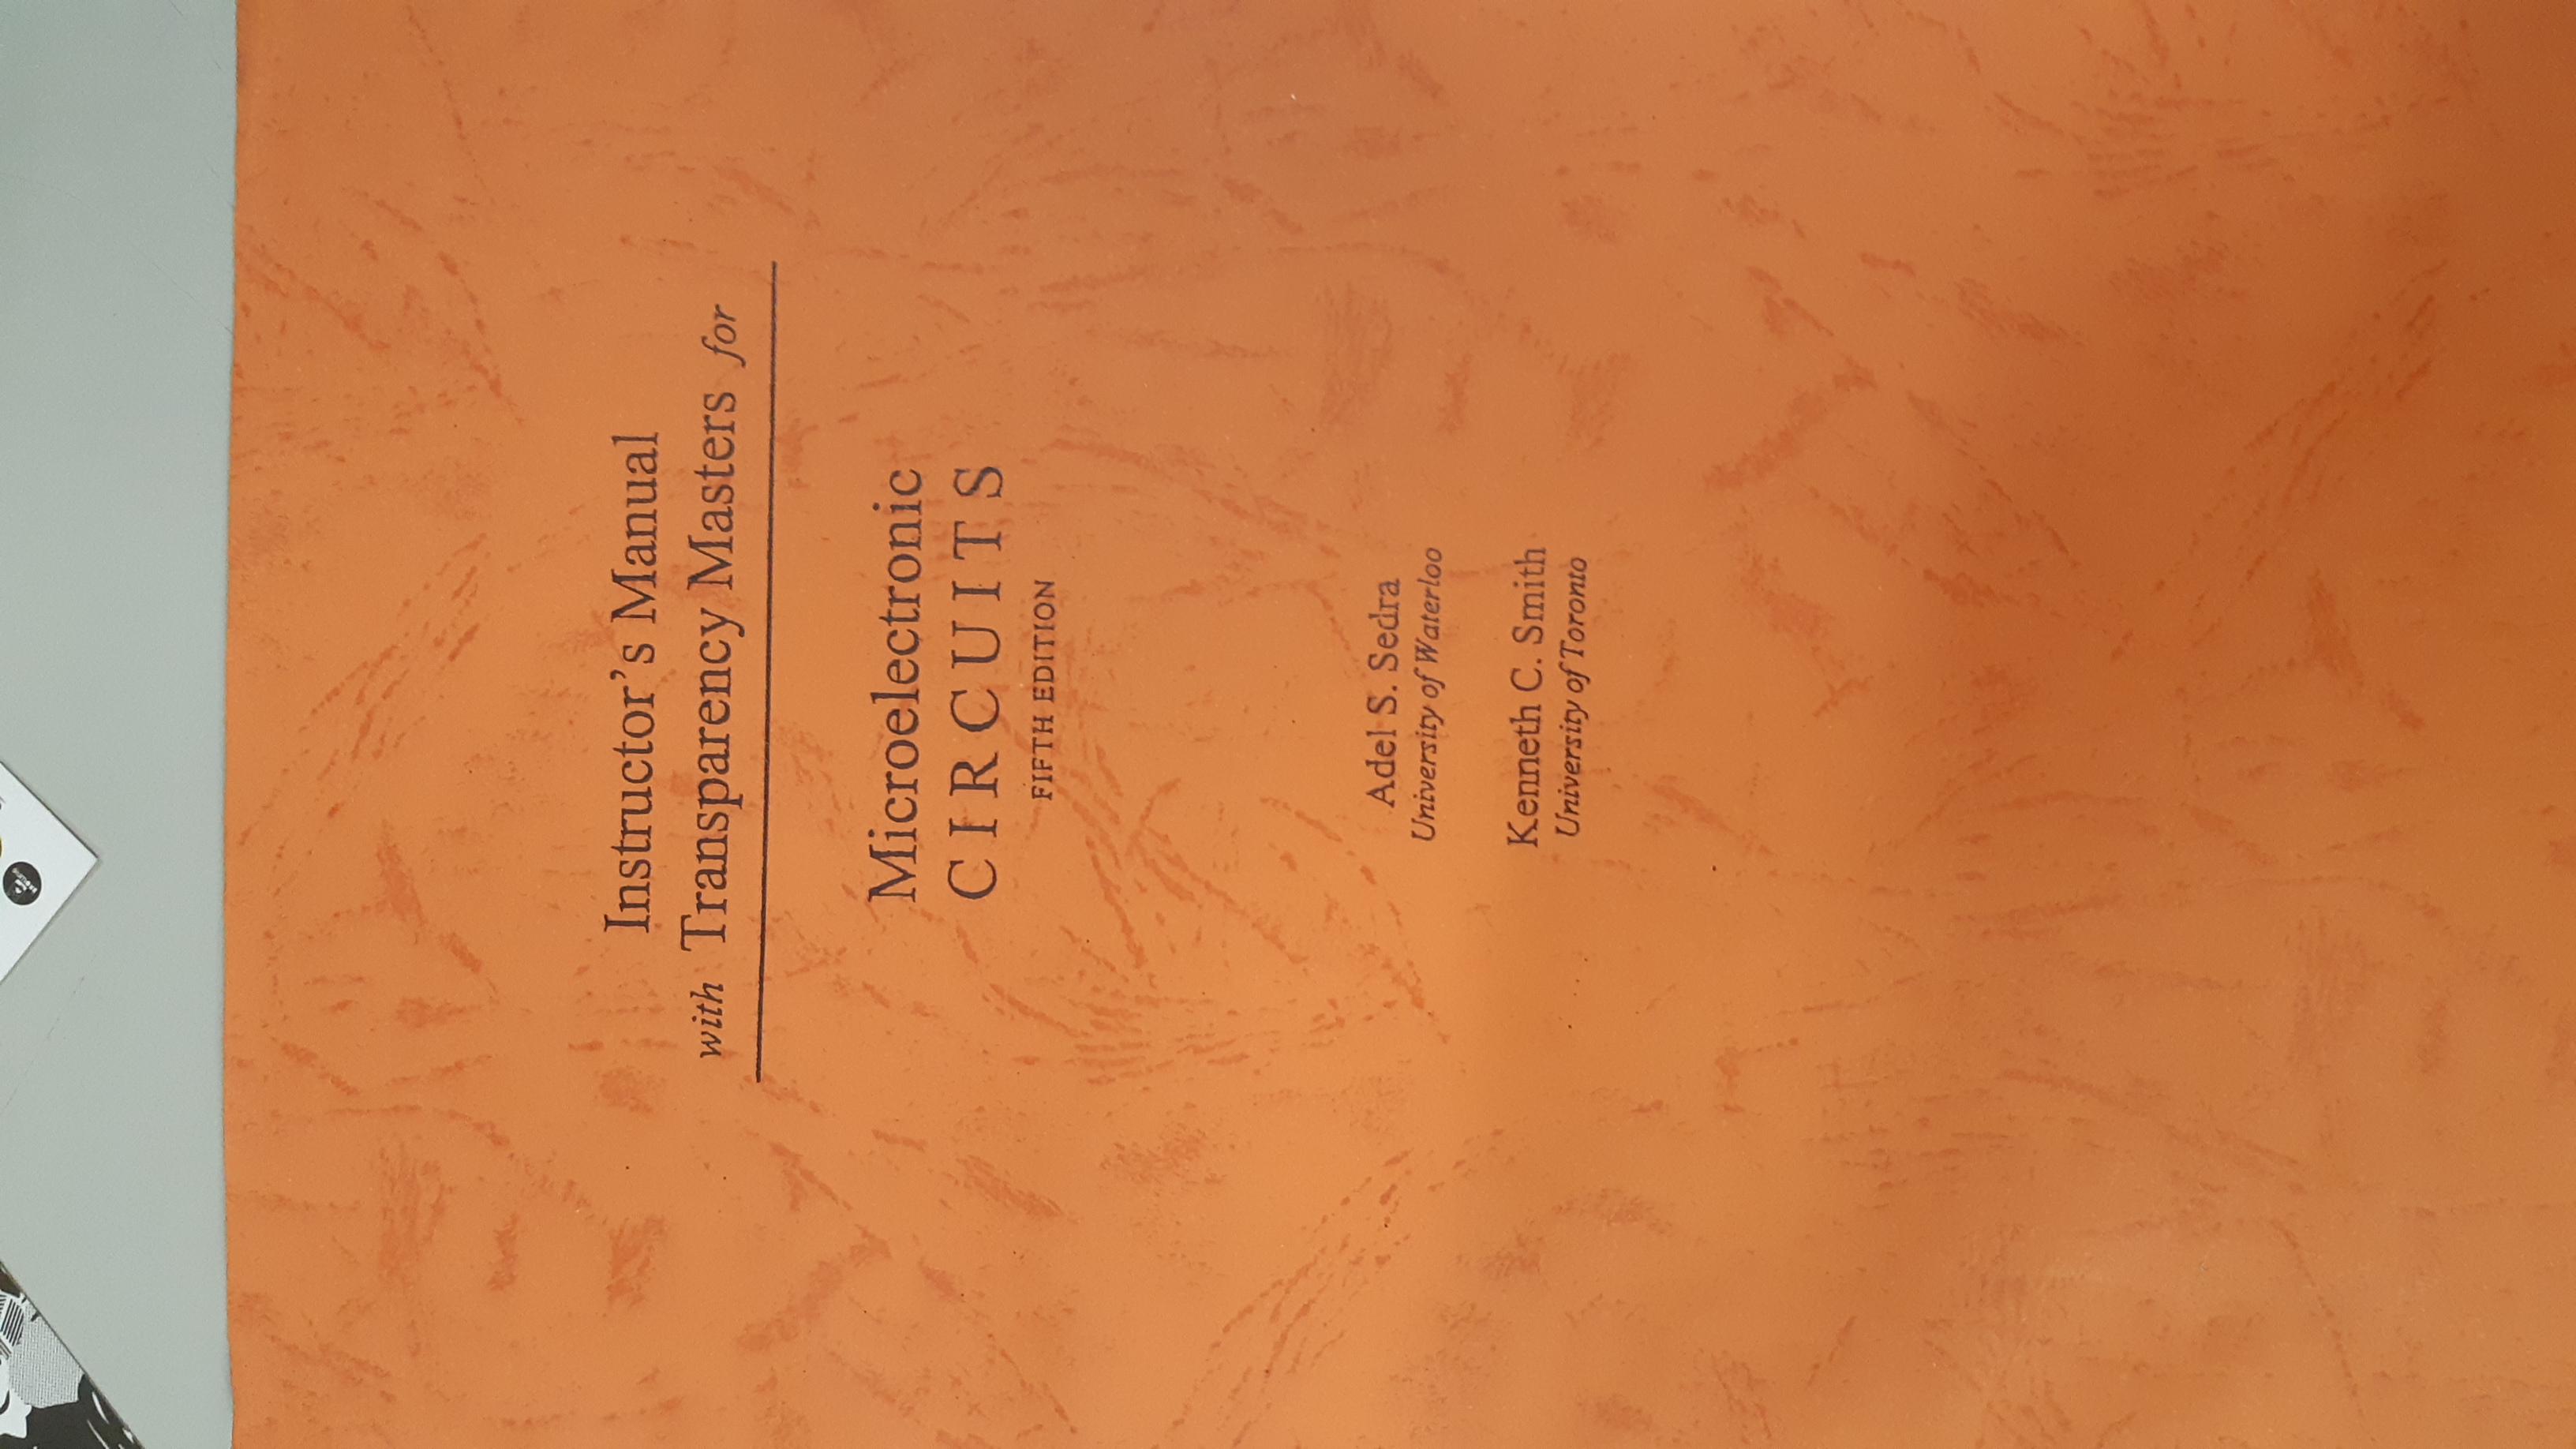 Instructor's Manual
with Transparency Masters for
Microelectronic
CIRCUITS
FIFTH EDITION
Adel S. Sedra
University of Waterloo
Kenneth C. Smith
University of Toronto